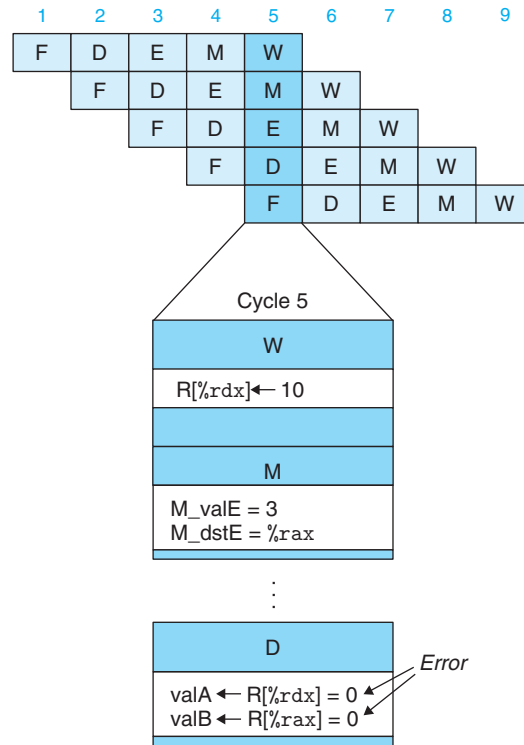 1 2 3 4 5 6 7 8 9
F D E M W
F D E M W
F D E M W
F D E M W
F D E M W
Cycle 5
W
R[%rdx] ← 10
M
M_valE = 3
M_dstE = %rax
⋮
D
Error
valA ← R[%rdx] = 0
valB ← R[%rax] = 0